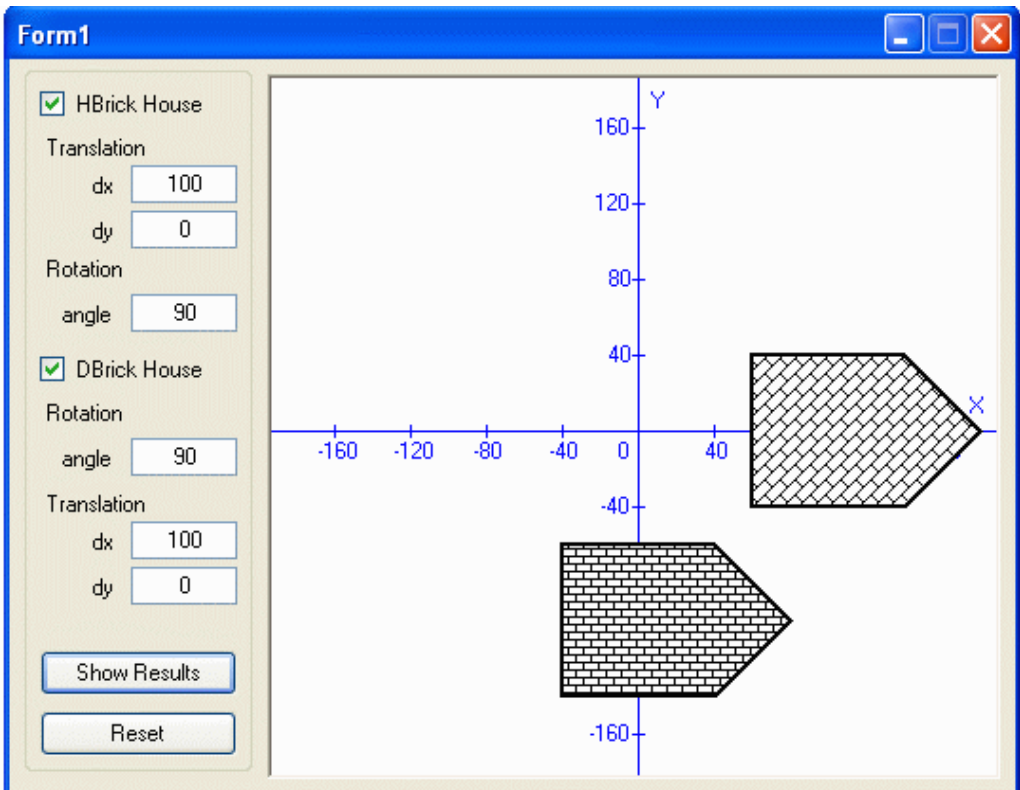 Form1
HBrick House
Translation
dx 100
dy 0
Rotation
angle 90
DBrick House
Rotation
angle 90
Translation
dx 100
dy 0
Show Results
Reset
Y
160
120
80
40
X
-160 -120 -80 -40 0 40
-40
-160